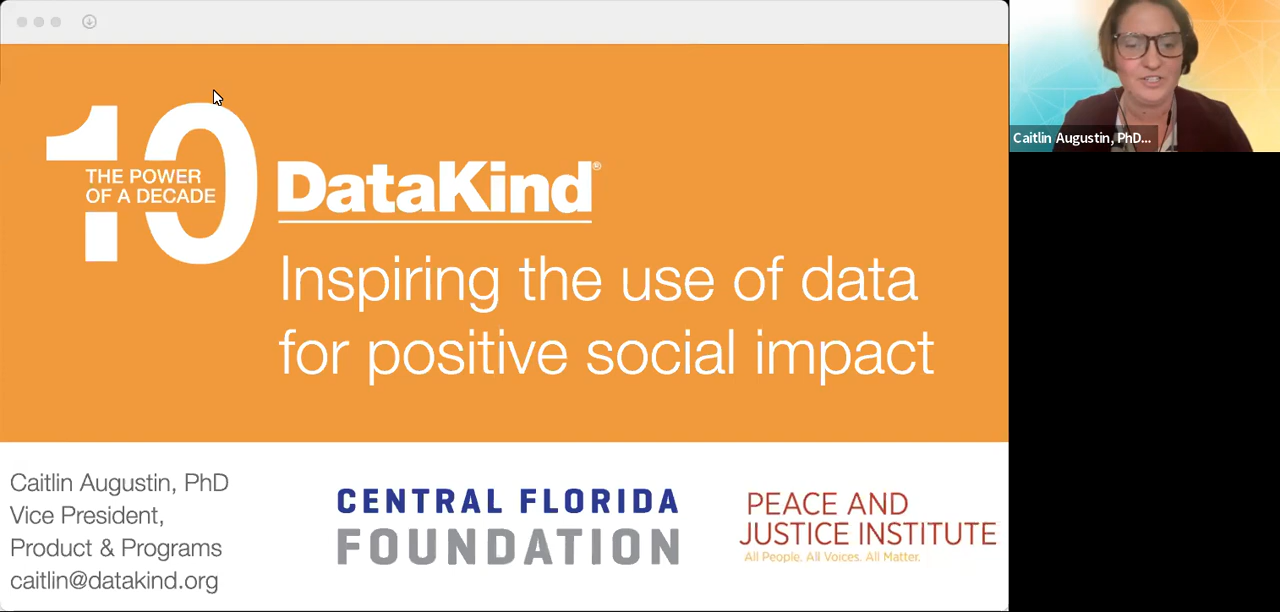 10
THE POWER
OF A DECADE
DataKind®
Inspiring the use of data
for positive social impact
Caitlin Augustin, PhD
Vice President,
Product & Programs
caitlin@datakind.org
CENTRAL FLORIDA
FOUNDATION
PEACE AND
JUSTICE INSTITUTE
All People. All Voices. All Matter.
Caitlin Augustin, PhD...